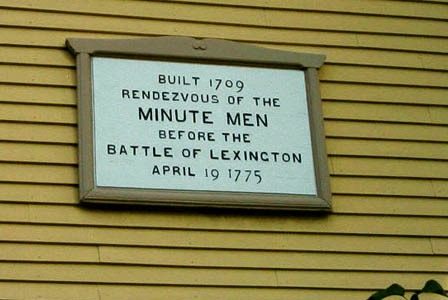 BUILT 1709
RENDEZVOUS OF THE
MINUTE MEN
BEFORE THE
BATTLE OF LEXINGTON
APRIL 19 1775